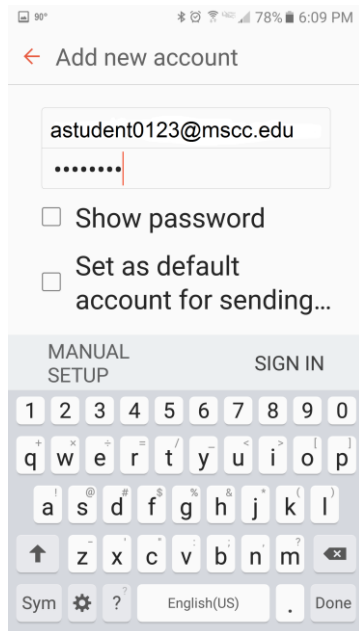 90° 78% 6:09 PM
← Add new account
astudent0123@mscc.edu
••••••••
Show password
Set as default
account for sending...
MANUAL
SETUP
SIGN IN
1 2 3 4 5 6 7 8 9 0
+ × ÷ = / _ < > [ ]
q w e r t y u i o p
! @ # $ % & * ( )
a s d f g h j k l
- ' " : ; , ?
z x c v b n m
Sym ? English(US) . Done